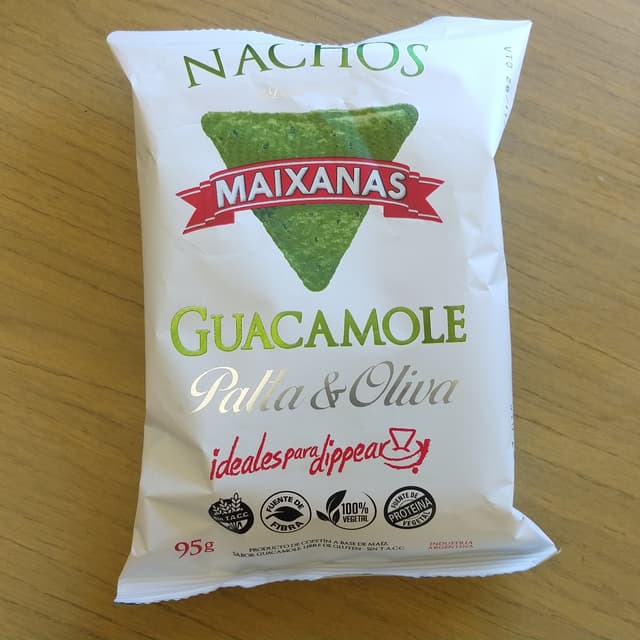 NACHOS
MAIXANAS
GUACAMOLE
Palta & Oliva
ideales para dippear
SIN T.A.C.C.
FUENTE DE
FIBRA
100%
VEGETAL
FUENTE DE
PROTEINA
VEGETAL
95g
PRODUCTO DE COPETÍN A BASE DE MAÍZ,
SABOR GUACAMOLE LIBRE DE GLUTEN - SIN T.A.C.C.
INDUSTRIA
ARGENTINA